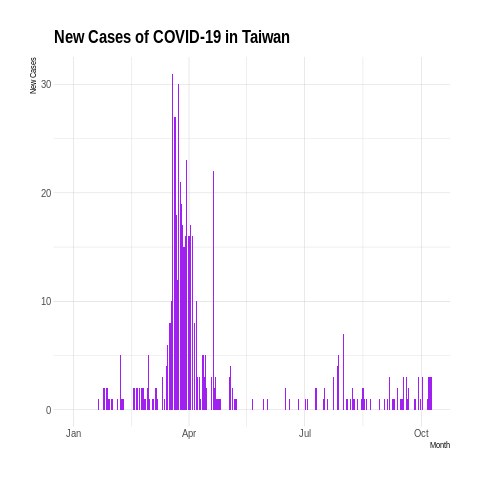 New Cases of COVID-19 in Taiwan
New Cases
30
20
10
0
Jan Apr Jul Oct
Month